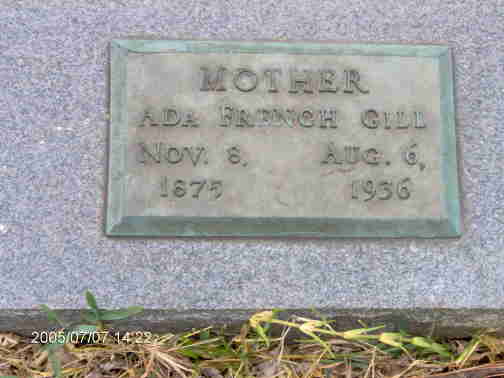 MOTHER
ADA FRENCH GILL
NOV. 8, AUG. 6,
1875 1936
2005/07/07 14:22